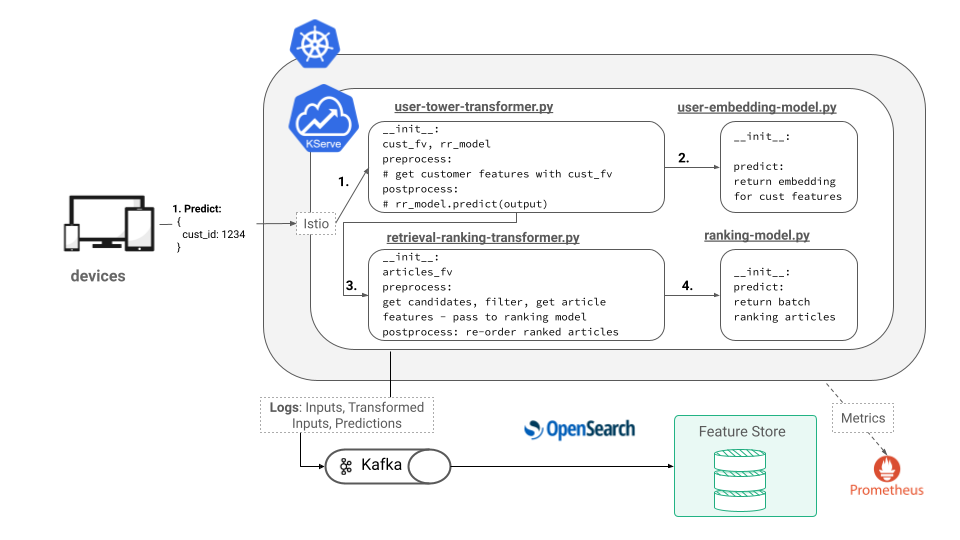 KServe
user-tower-transformer.py
__init__:
cust_fv, rr_model
preprocess:
# get customer features with cust_fv
postprocess:
# rr_model.predict(output)
user-embedding-model.py
__init__:
predict:
return embedding
for cust features
1.
2.
1. Predict:
{
cust_id: 1234
}
devices
Istio
retrieval-ranking-transformer.py
__init__:
articles_fv
preprocess:
get candidates, filter, get article
features - pass to ranking model
postprocess: re-order ranked articles
ranking-model.py
__init__:
predict:
return batch
ranking articles
3.
4.
Logs: Inputs, Transformed
Inputs, Predictions
Kafka
OpenSearch
Feature Store
Metrics
Prometheus